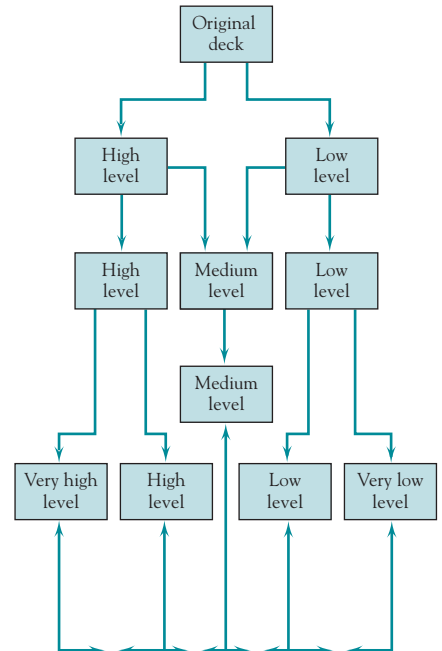 Original
deck
High
level
Low
level
High
level
Medium
level
Low
level
Medium
level
Very high
level
High
level
Low
level
Very low
level